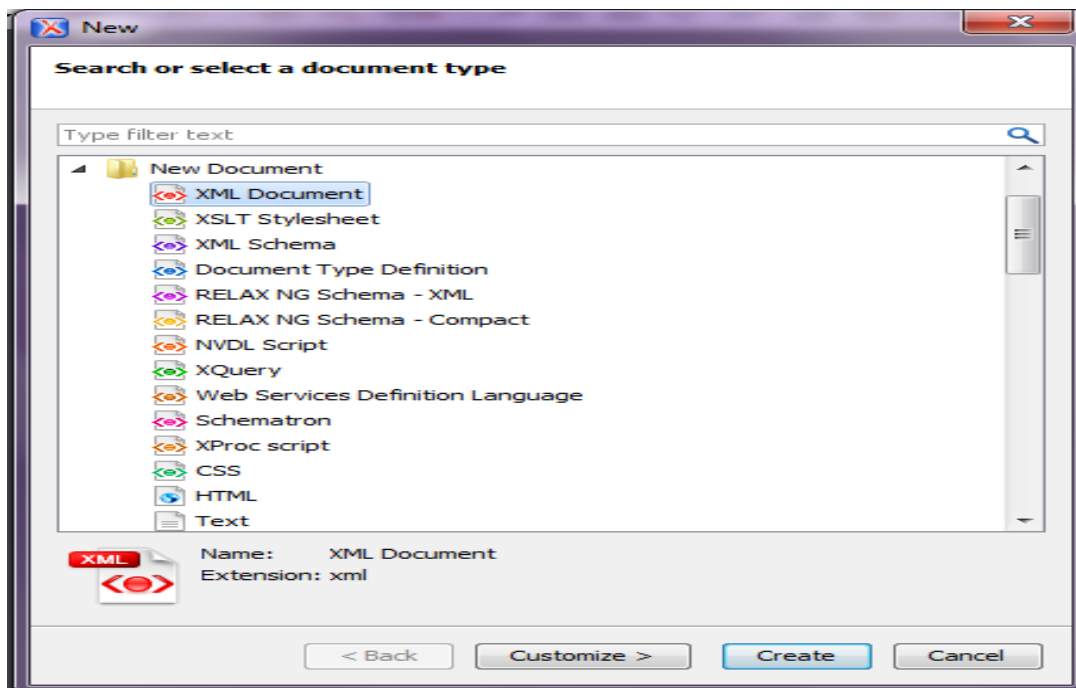 New
Search or select a document type
Type filter text
New Document
XML Document
XSLT Stylesheet
XML Schema
Document Type Definition
RELAX NG Schema - XML
RELAX NG Schema - Compact
NVDL Script
XQuery
Web Services Definition Language
Schematron
XProc script
CSS
HTML
Text
XML
Name: XML Document
Extension: xml
< Back Customize > Create Cancel